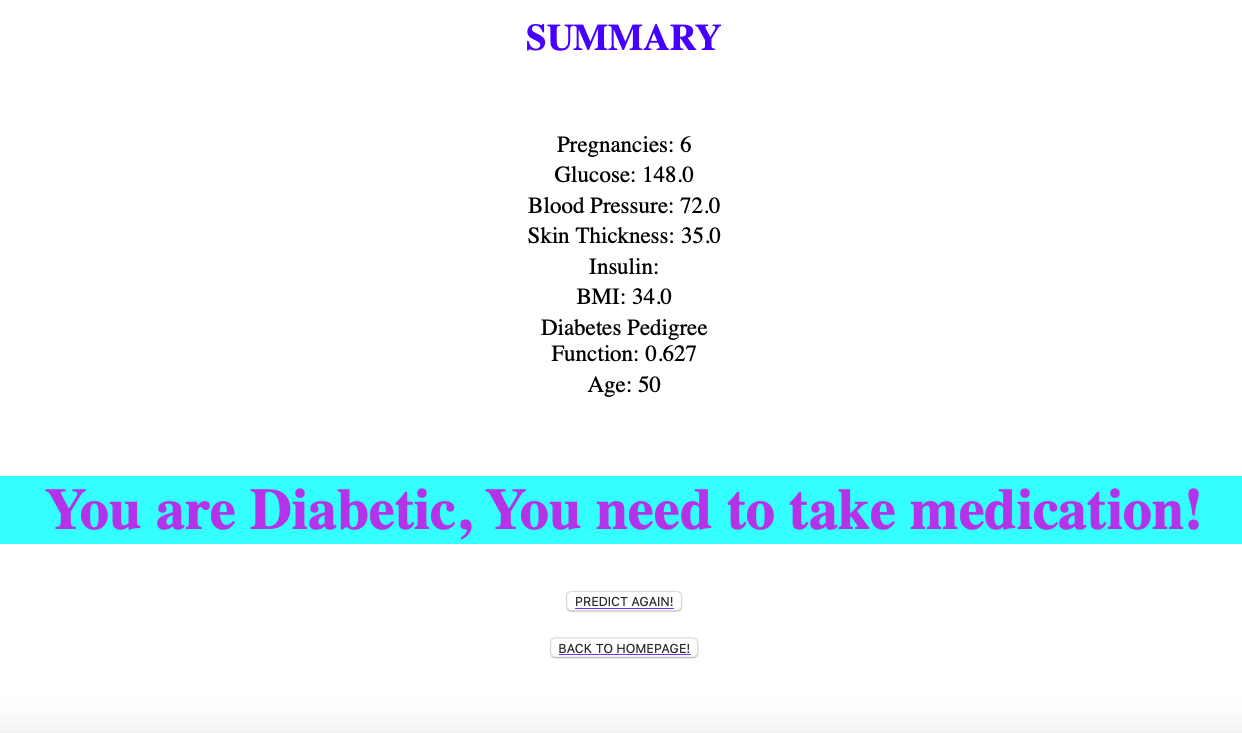 SUMMARY
Pregnancies: 6
Glucose: 148.0
Blood Pressure: 72.0
Skin Thickness: 35.0
Insulin:
BMI: 34.0
Diabetes Pedigree
Function: 0.627
Age: 50
You are Diabetic, You need to take medication!
PREDICT AGAIN!
BACK TO HOMEPAGE!